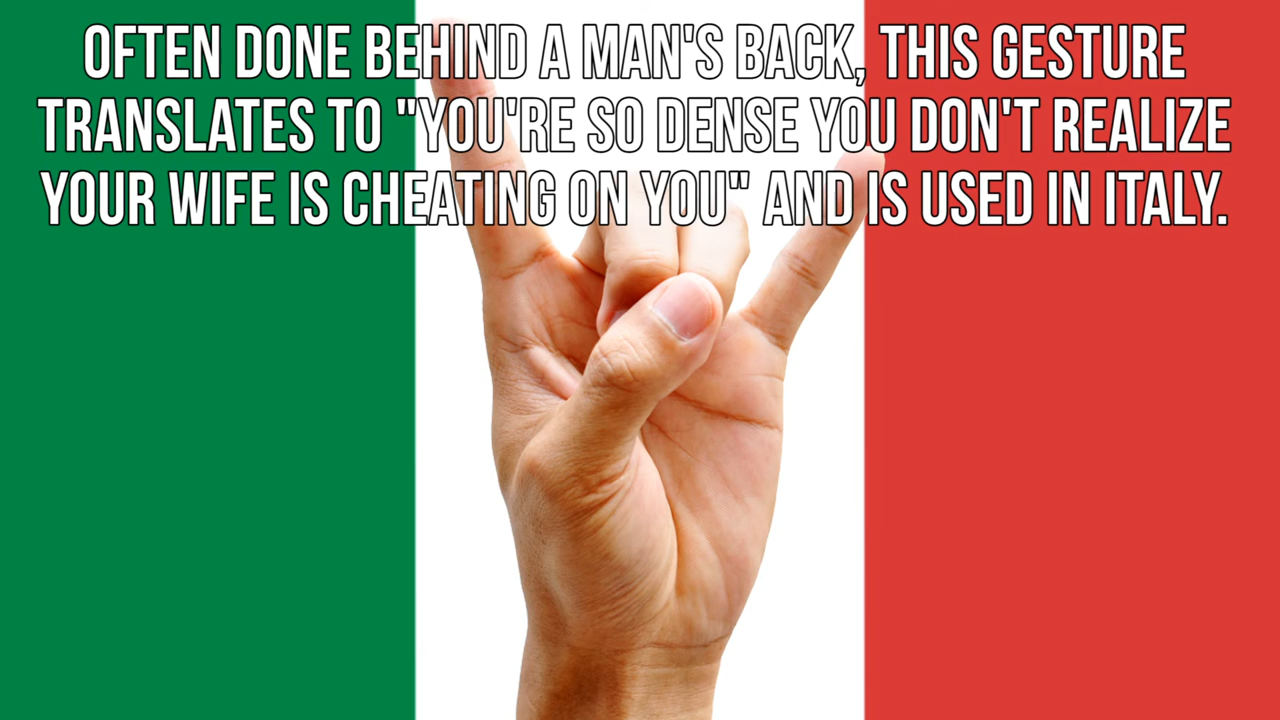 OFTEN DONE BEHIND A MAN'S BACK, THIS GESTURE
TRANSLATES TO "YOU'RE SO DENSE YOU DON'T REALIZE
YOUR WIFE IS CHEATING ON YOU" AND IS USED IN ITALY.